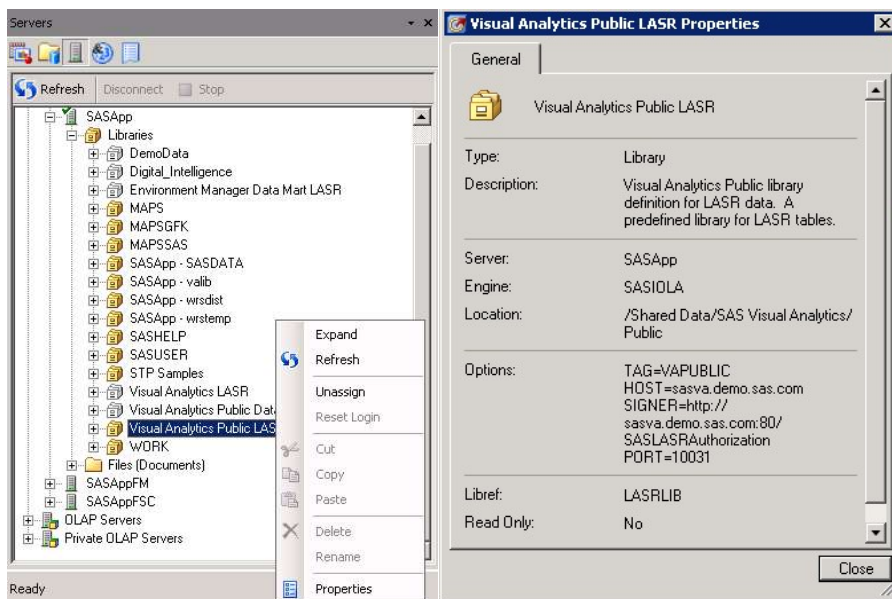 Servers
Refresh Disconnect Stop
SASApp
Libraries
DemoData
Digital_Intelligence
Environment Manager Data Mart LASR
MAPS
MAPSGFK
MAPSSAS
SASApp - SASDATA
SASApp - valib
SASApp - wrsdist
SASApp - wrstemp
SASHELP
SASUSER
STP Samples
Visual Analytics LASR
Visual Analytics Public Dat
Visual Analytics Public LAS
WORK
Files (Documents)
SASAppFM
SASAppFSC
OLAP Servers
Private OLAP Servers
Ready
Expand
Refresh
Unassign
Reset Login
Cut
Copy
Paste
Delete
Rename
Properties
Visual Analytics Public LASR Properties
General
Visual Analytics Public LASR
Type: Library
Description: Visual Analytics Public library
definition for LASR data. A
predefined library for LASR tables.
Server: SASApp
Engine: SASIOLA
Location: /Shared Data/SAS Visual Analytics/
Public
Options: TAG=VAPUBLIC
HOST=sasva.demo.sas.com
SIGNER=http://
sasva.demo.sas.com:80/
SASLASRAuthorization
PORT=10031
Libref: LASRLIB
Read Only: No
Close